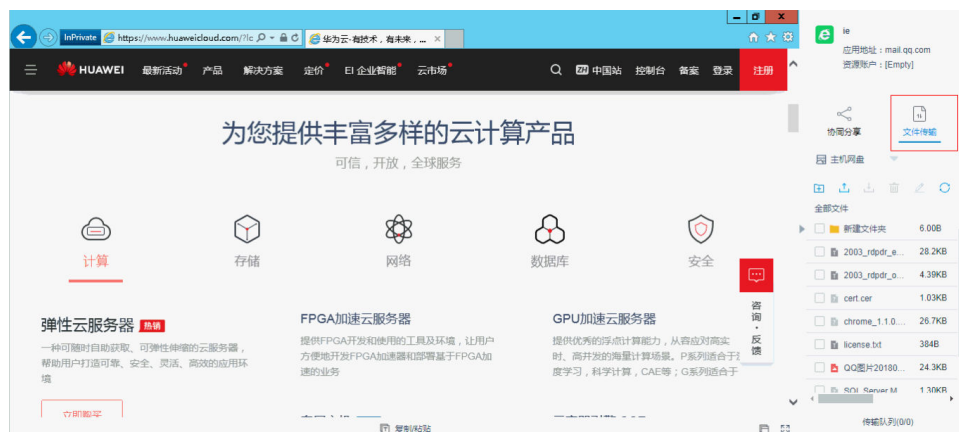 InPrivate
https://www.huaweicloud.com/?lc
华为云-有技术，有未来，...
HUAWEI
最新活动
产品
解决方案
定价
EI 企业智能
云市场
ZH 中国站
控制台
备案
登录
注册
为您提供丰富多样的云计算产品
可信，开放，全球服务
计算
存储
网络
数据库
安全
弹性云服务器 热销
一种可随时自助获取、可弹性伸缩的云服务器，
帮助用户打造可靠、安全、灵活、高效的应用环
境
立即购买
FPGA加速云服务器
提供FPGA开发和使用的工具及环境，让用户
方便地开发FPGA加速器和部署基于FPGA加
速的业务
GPU加速云服务器
提供优秀的浮点计算能力，从容应对高实
时、高并发的海量计算场景。P系列适合于
度学习，科学计算，CAE等；G系列适合于
咨询·反馈
复制/粘贴
ie
应用地址：mail.qq.com
资源账户：[Empty]
协同分享
文件传输
主机网盘
全部文件
新建文件夹 6.00B
2003_rdpdr_e... 28.2KB
2003_rdpdr_o... 4.39KB
cert.cer 1.03KB
chrome_1.1.0.... 26.7KB
license.txt 384B
QQ图片20180... 24.3KB
SQL Server M... 1.30KB
传输队列(0/0)